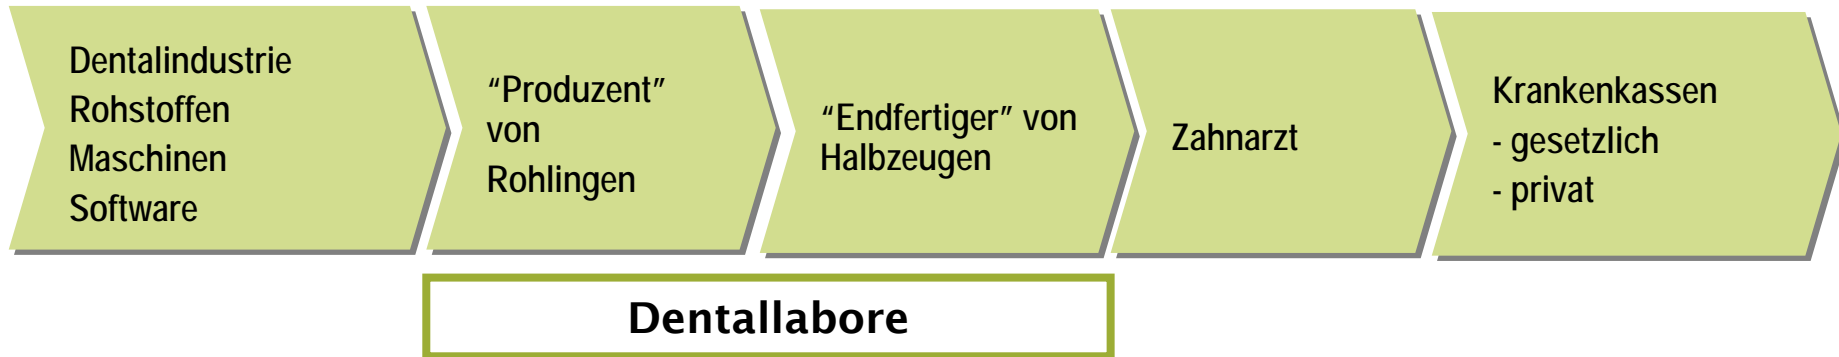 Dentalindustrie
Rohstoffen
Maschinen
Software
“Produzent”
von
Rohlingen
“Endfertiger” von
Halbzeugen
Zahnarzt
Krankenkassen
- gesetzlich
- privat
Dentallabore